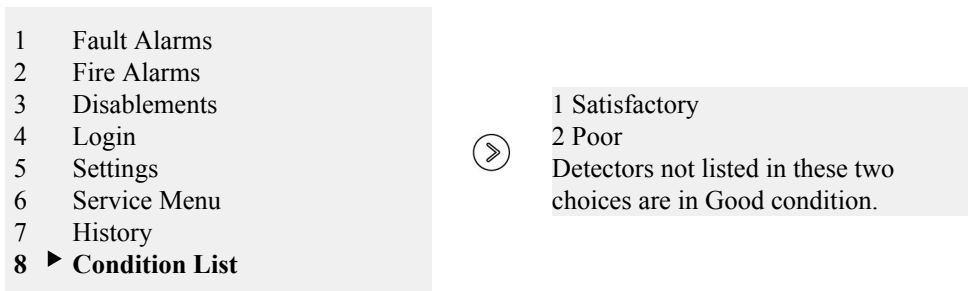 1 Fault Alarms
2 Fire Alarms
3 Disablements
4 Login
5 Settings
6 Service Menu
7 History
8 Condition List
1 Satisfactory
2 Poor
Detectors not listed in these two
choices are in Good condition.